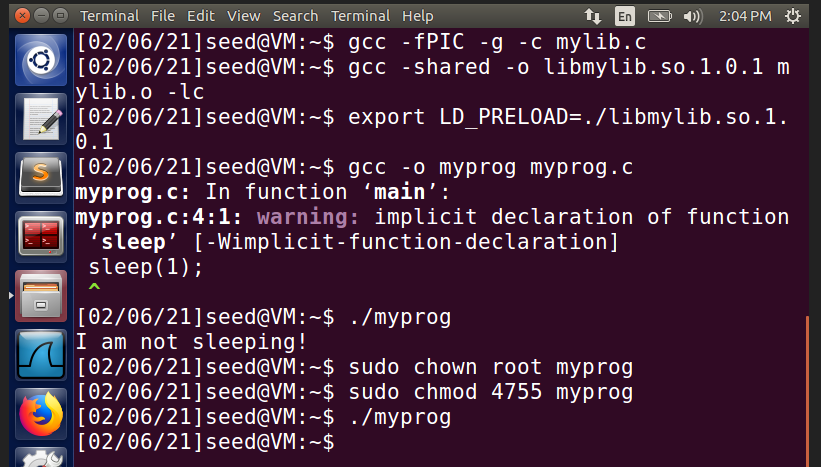 Terminal File Edit View Search Terminal Help En 2:04 PM
[02/06/21]seed@VM:~$ gcc -fPIC -g -c mylib.c
[02/06/21]seed@VM:~$ gcc -shared -o libmylib.so.1.0.1 m
ylib.o -lc
[02/06/21]seed@VM:~$ export LD_PRELOAD=./libmylib.so.1.
0.1
[02/06/21]seed@VM:~$ gcc -o myprog myprog.c
myprog.c: In function ‘main’:
myprog.c:4:1: warning: implicit declaration of function
‘sleep’ [-Wimplicit-function-declaration]
sleep(1);
^
[02/06/21]seed@VM:~$ ./myprog
I am not sleeping!
[02/06/21]seed@VM:~$ sudo chown root myprog
[02/06/21]seed@VM:~$ sudo chmod 4755 myprog
[02/06/21]seed@VM:~$ ./myprog
[02/06/21]seed@VM:~$